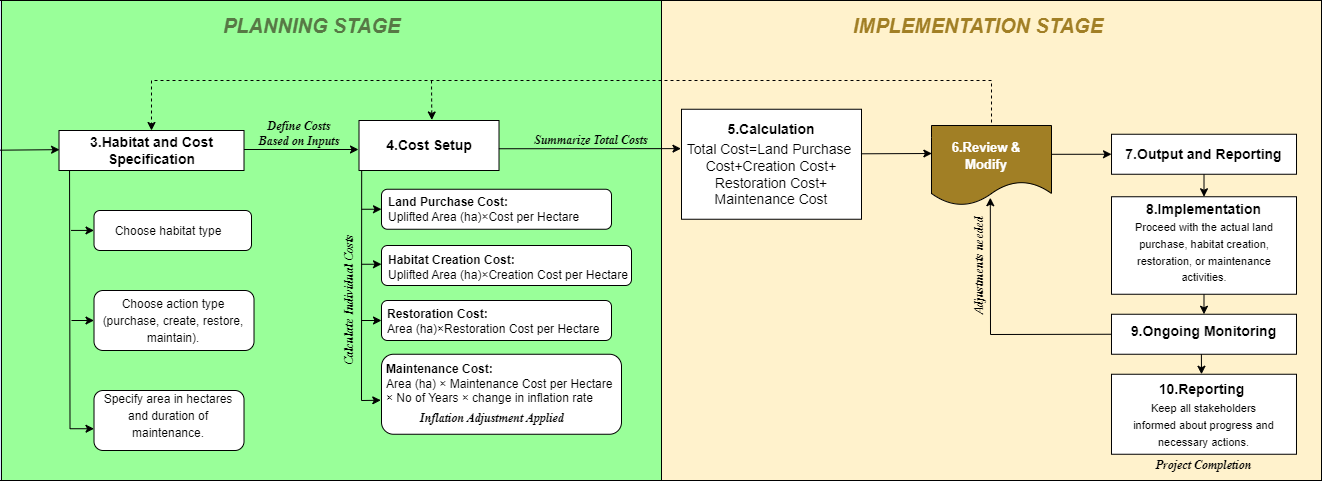 PLANNING STAGE
IMPLEMENTATION STAGE
3.Habitat and Cost
Specification
Define Costs
Based on Inputs
4.Cost Setup
Summarize Total Costs
5.Calculation
Total Cost=Land Purchase
Cost+Creation Cost+
Restoration Cost+
Maintenance Cost
6.Review &
Modify
7.Output and Reporting
Choose habitat type
Choose action type
(purchase, create, restore,
maintain).
Specify area in hectares
and duration of
maintenance.
Calculate Individual Costs
Land Purchase Cost:
Uplifted Area (ha)×Cost per Hectare
Habitat Creation Cost:
Uplifted Area (ha)×Creation Cost per Hectare
Restoration Cost:
Area (ha)×Restoration Cost per Hectare
Maintenance Cost:
Area (ha) × Maintenance Cost per Hectare
× No of Years × change in inflation rate
Inflation Adjustment Applied
Adjustments needed
8.Implementation
Proceed with the actual land
purchase, habitat creation,
restoration, or maintenance
activities.
9.Ongoing Monitoring
10.Reporting
Keep all stakeholders
informed about progress and
necessary actions.
Project Completion